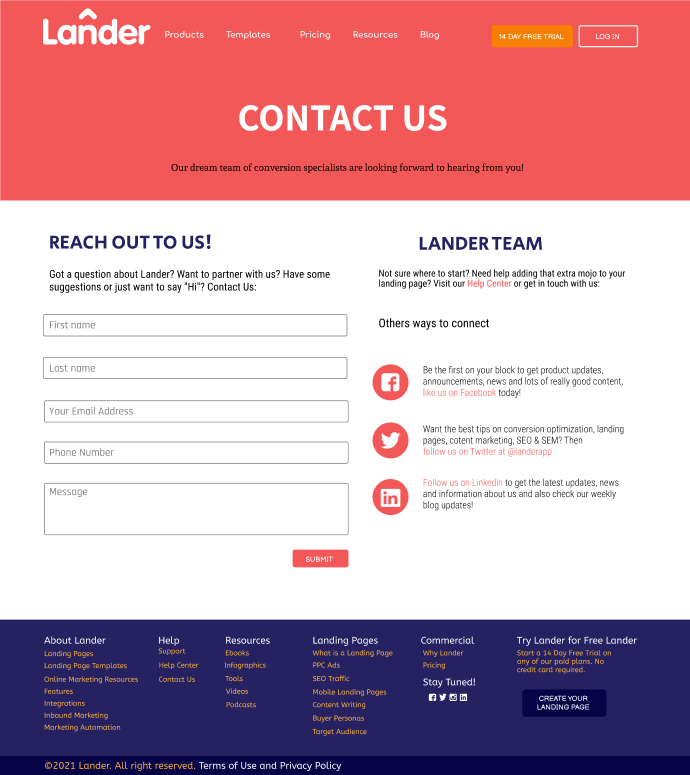 Lander
Products Templates Pricing Resources Blog
14 DAY FREE TRIAL
LOG IN
CONTACT US
Our dream team of conversion specialists are looking forward to hearing from you!
REACH OUT TO US!
Got a question about Lander? Want to partner with us? Have some
suggestions or just want to say "Hi"? Contact Us:
First name
Last name
Your Email Address
Phone Number
Message
SUBMIT
LANDER TEAM
Not sure where to start? Need help adding that extra mojo to your
landing page? Visit our Help Center or get in touch with us:
Others ways to connect
Be the first on your block to get product updates,
announcements, news and lots of really good content,
like us on Facebook today!
Want the best tips on conversion optimization, landing
pages, cotent marketing, SEO & SEM? Then
follow us on Twitter at @landerapp
Follow us on Linkedin to get the latest updates, news
and information about us and also check our weekly
blog updates!
About Lander
Landing Pages
Landing Page Templates
Online Marketing Resources
Features
Integrations
Inbound Marketing
Marketing Automation
Help
Support
Help Center
Contact Us
Resources
Ebooks
Infographics
Tools
Videos
Podcasts
Landing Pages
What is a Landing Page
PPC Ads
SEO Traffic
Mobile Landing Pages
Content Writing
Buyer Personas
Target Audience
Commercial
Why Lander
Pricing
Stay Tuned!
Try Lander for Free Lander
Start a 14 Day Free Trial on
any of our paid plans. No
credit card required.
CREATE YOUR
LANDING PAGE
©2021 Lander. All right reserved. Terms of Use and Privacy Policy